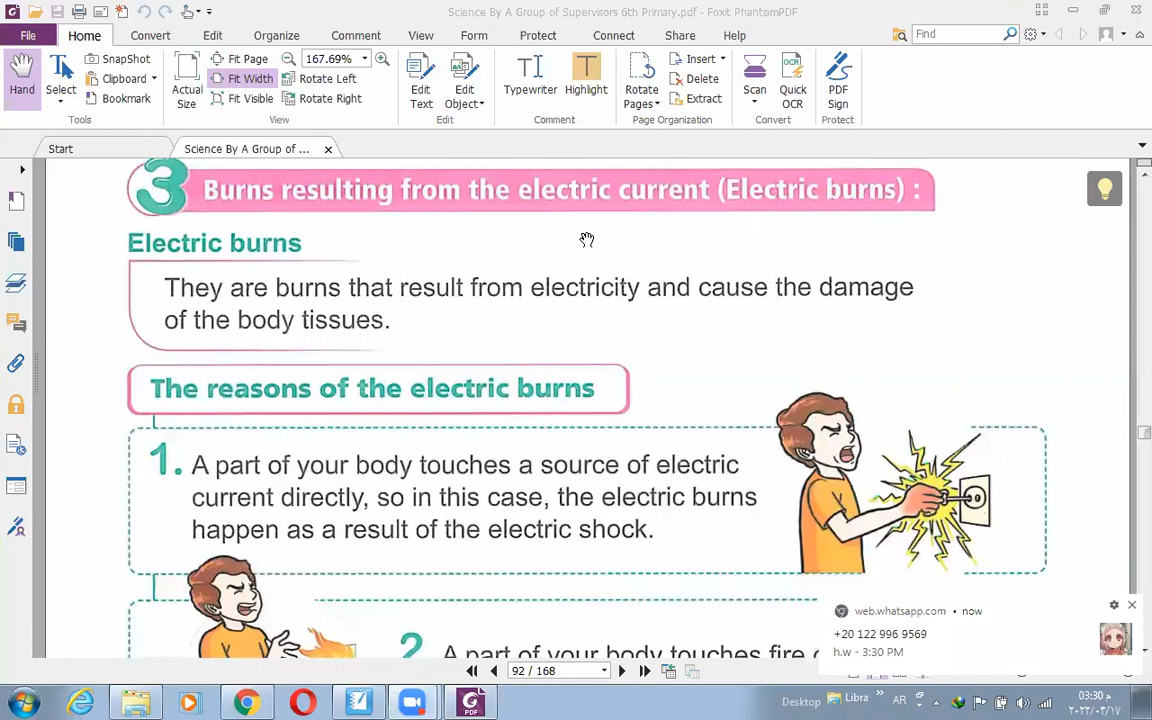 Science By A Group of Supervisors 6th Primary.pdf - Foxit PhantomPDF
File Home Convert Edit Organize Comment View Form Protect Connect Share Help Find
Hand Select SnapShot Clipboard Bookmark
Actual Size Fit Page Fit Width Fit Visible 167.69% Rotate Left Rotate Right
Edit Text Edit Object Typewriter Highlight
Rotate Pages Insert Delete Extract
Scan Quick OCR PDF Sign
Tools View Edit Comment Page Organization Convert Protect
Start Science By A Group of ...
3 Burns resulting from the electric current (Electric burns) :
Electric burns
They are burns that result from electricity and cause the damage
of the body tissues.
The reasons of the electric burns
1. A part of your body touches a source of electric
current directly, so in this case, the electric burns
happen as a result of the electric shock.
2. A part of your body touches fire
web.whatsapp.com • now
+20 122 996 9569
h.w - 3:30 PM
92 / 168
Desktop Libra AR
03:30 م
٢٠٢٢/٠٣/١٧